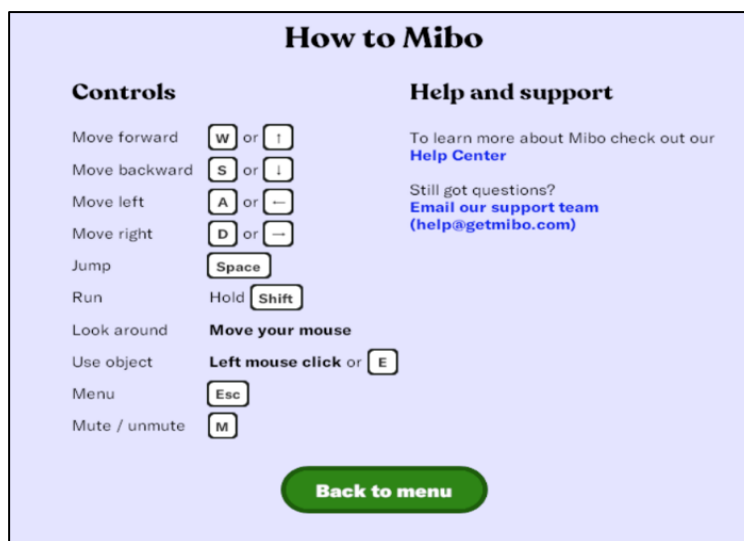 How to Mibo
Controls
Move forward W or ↑
Move backward S or ↓
Move left A or ←
Move right D or →
Jump Space
Run Hold Shift
Look around Move your mouse
Use object Left mouse click or E
Menu Esc
Mute / unmute M
Help and support
To learn more about Mibo check out our
Help Center
Still got questions?
Email our support team
(help@getmibo.com)
Back to menu